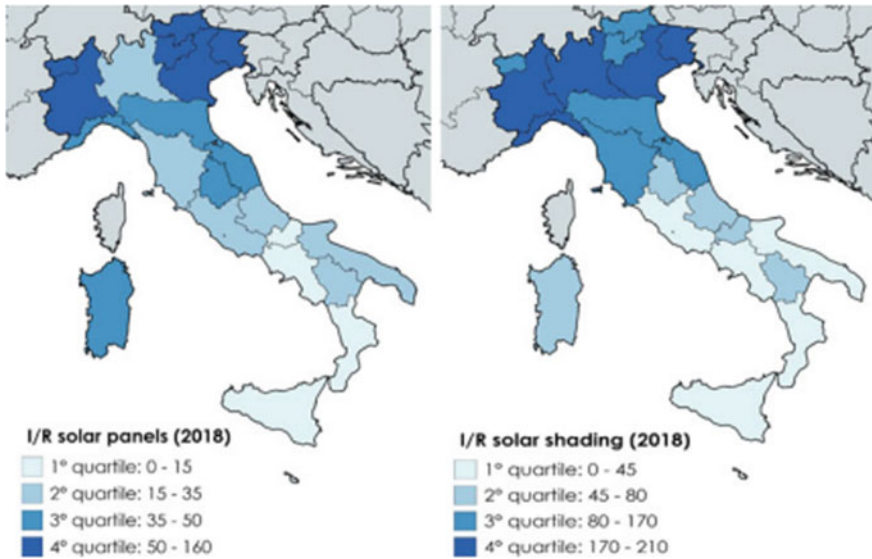 I/R solar panels (2018)
1° quartile: 0 - 15
2° quartile: 15 - 35
3° quartile: 35 - 50
4° quartile: 50 - 160
I/R solar shading (2018)
1° quartile: 0 - 45
2° quartile: 45 - 80
3° quartile: 80 - 170
4° quartile: 170 - 210